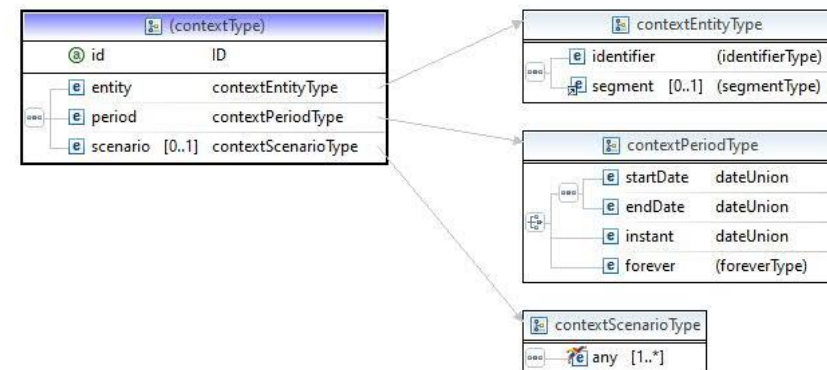 (contextType)
a id ID
e entity contextEntityType
e period contextPeriodType
e scenario [0..1] contextScenarioType
contextEntityType
e identifier (identifierType)
e segment [0..1] (segmentType)
contextPeriodType
e startDate dateUnion
e endDate dateUnion
e instant dateUnion
e forever (foreverType)
contextScenarioType
e any [1..*]